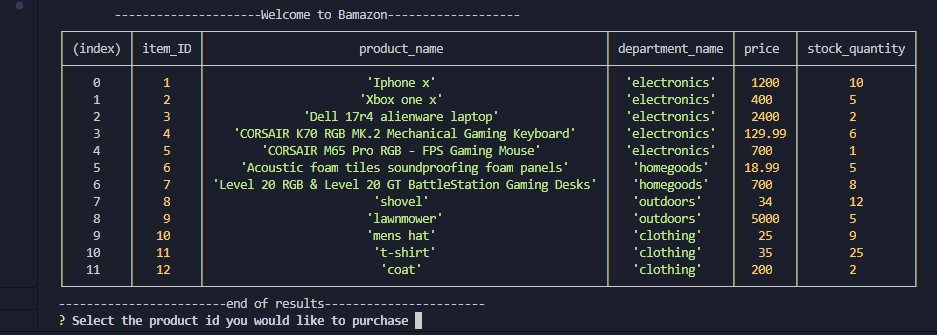 --------------------Welcome to Bamazon------------------
(index) item_ID product_name department_name price stock_quantity
0 1 'Iphone x' 'electronics' 1200 10
1 2 'Xbox one x' 'electronics' 400 5
2 3 'Dell 17r4 alienware laptop' 'electronics' 2400 2
3 4 'CORSAIR K70 RGB MK.2 Mechanical Gaming Keyboard' 'electronics' 129.99 6
4 5 'CORSAIR M65 Pro RGB - FPS Gaming Mouse' 'electronics' 700 1
5 6 'Acoustic foam tiles soundproofing foam panels' 'homegoods' 18.99 5
6 7 'Level 20 RGB & Level 20 GT BattleStation Gaming Desks' 'homegoods' 700 8
7 8 'shovel' 'outdoors' 34 12
8 9 'lawnmower' 'outdoors' 5000 5
9 10 'mens hat' 'clothing' 25 9
10 11 't-shirt' 'clothing' 35 25
11 12 'coat' 'clothing' 200 2
-----------------------end of results----------------------
? Select the product id you would like to purchase